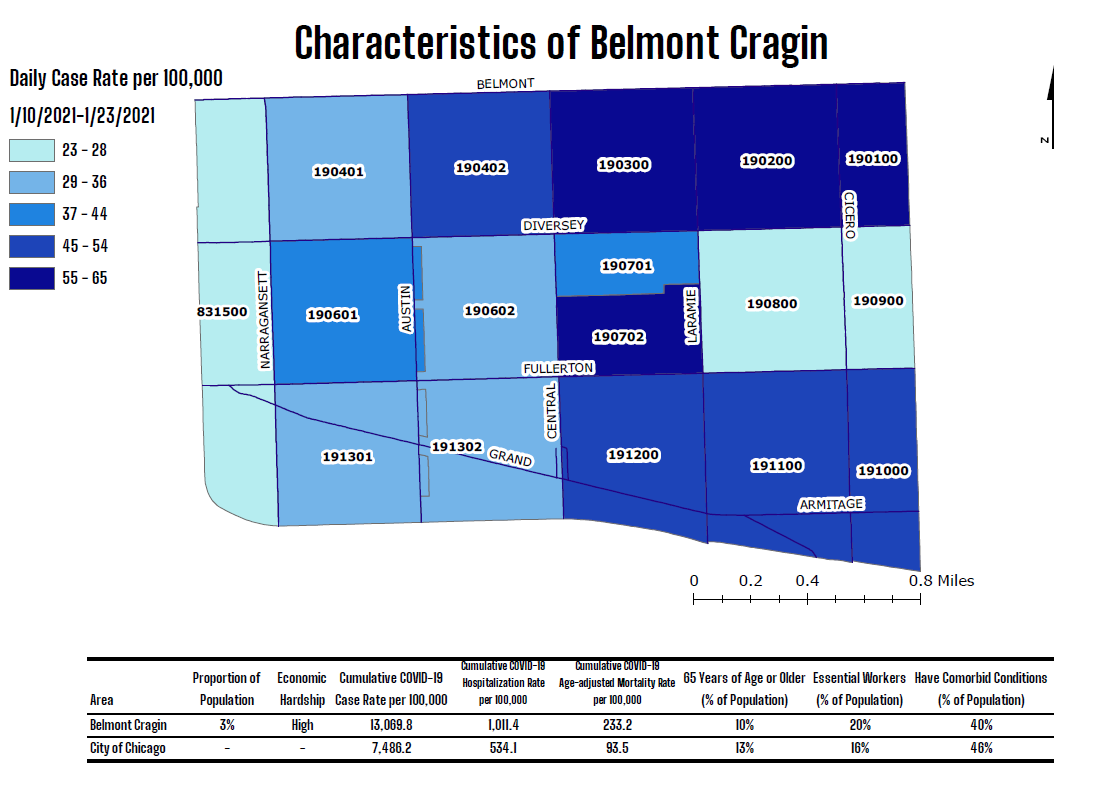 Characteristics of Belmont Cragin
Daily Case Rate per 100,000
1/10/2021-1/23/2021
23 - 28
29 - 36
37 - 44
45 - 54
55 - 65
BELMONT
N
190401
190402
190300
190200
190100
CICERO
DIVERSEY
831500
NARRAGANSETT
190601
AUSTIN
190602
190701
190702
LARAMIE
190800
190900
FULLERTON
CENTRAL
191301
191302
GRAND
191200
191100
191000
ARMITAGE
0 0.2 0.4 0.8 Miles
Area Proportion of Population Economic Hardship Cumulative COVID-19 Case Rate per 100,000 Cumulative COVID-19 Hospitalization Rate per 100,000 Cumulative COVID-19 Age-adjusted Mortality Rate per 100,000 65 Years of Age or Older (% of Population) Essential Workers (% of Population) Have Comorbid Conditions (% of Population)
Belmont Cragin 3% High 13,069.8 1,011.4 233.2 10% 20% 40%
City of Chicago - - 7,486.2 534.1 93.5 13% 16% 46%